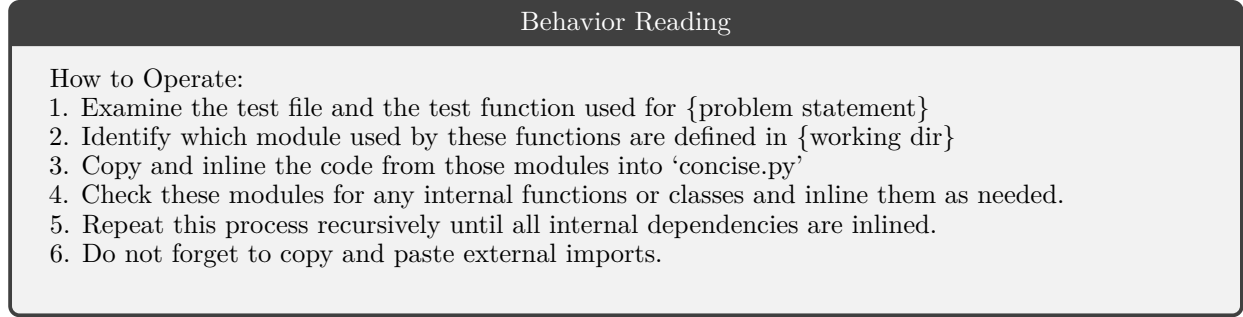 Behavior Reading
How to Operate:
1. Examine the test file and the test function used for {problem statement}
2. Identify which module used by these functions are defined in {working dir}
3. Copy and inline the code from those modules into ‘concise.py’
4. Check these modules for any internal functions or classes and inline them as needed.
5. Repeat this process recursively until all internal dependencies are inlined.
6. Do not forget to copy and paste external imports.